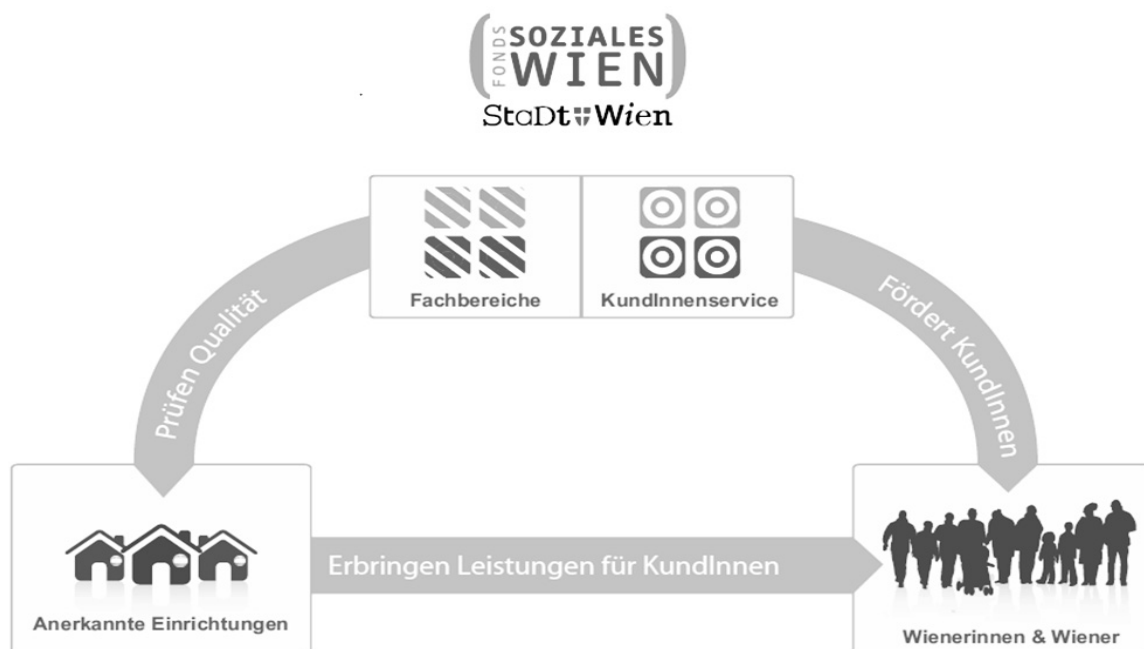 FONDS
SOZIALES
WIEN
StaDt Wien
Fachbereiche
KundInnenservice
Prüfen Qualität
Fördert KundInnen
Erbringen Leistungen für KundInnen
Anerkannte Einrichtungen
Wienerinnen & Wiener